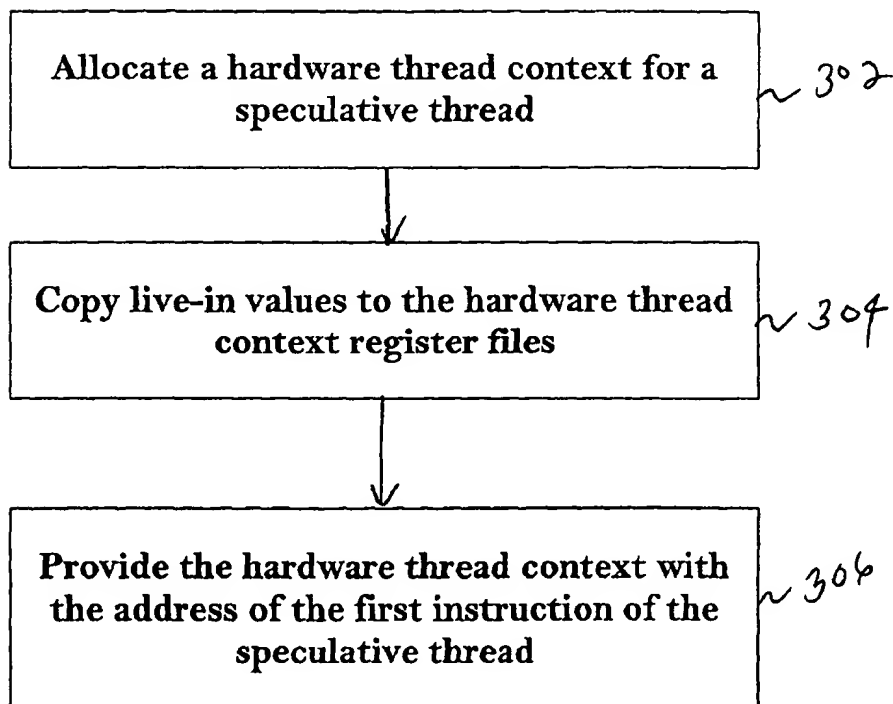 Allocate a hardware thread context for a
speculative thread
302
Copy live-in values to the hardware thread
context register files
304
Provide the hardware thread context with
the address of the first instruction of the
speculative thread
306